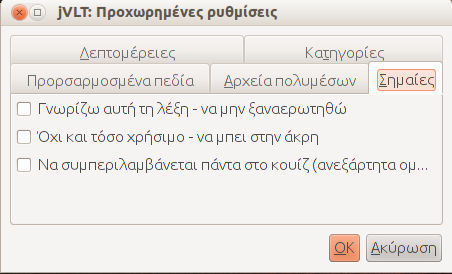 jVLT: Προχωρημένες ρυθμίσεις
Λεπτομέρειες Κατηγορίες
Προρσαρμοσμένα πεδία Αρχεία πολυμέσων Σημαίες
Γνωρίζω αυτή τη λέξη - να μην ξαναερωτηθώ
Όχι και τόσο χρήσιμο - να μπει στην άκρη
Να συμπεριλαμβάνεται πάντα στο κουίζ (ανεξάρτητα ομ...
OK Ακύρωση